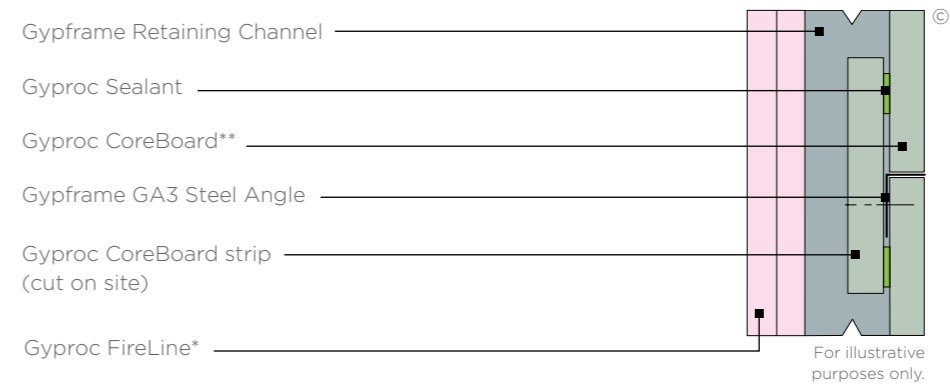 Gypframe Retaining Channel
©
Gyproc Sealant
Gyproc CoreBoard**
Gypframe GA3 Steel Angle
Gyproc CoreBoard strip
(cut on site)
Gyproc FireLine*
For illustrative
purposes only.